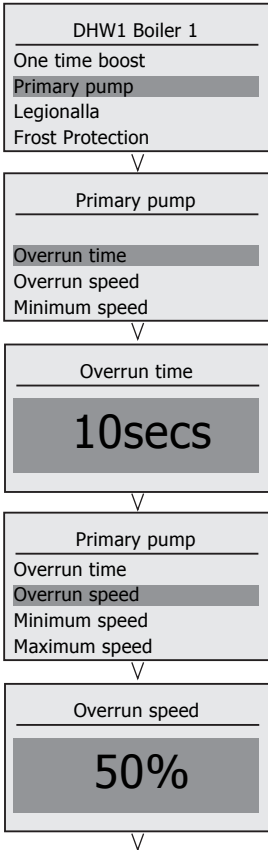 DHW1 Boiler 1
One time boost
Primary pump
Legionalla
Frost Protection
Primary pump
Overrun time
Overrun speed
Minimum speed
Overrun time
10secs
Primary pump
Overrun time
Overrun speed
Minimum speed
Maximum speed
Overrun speed
50%